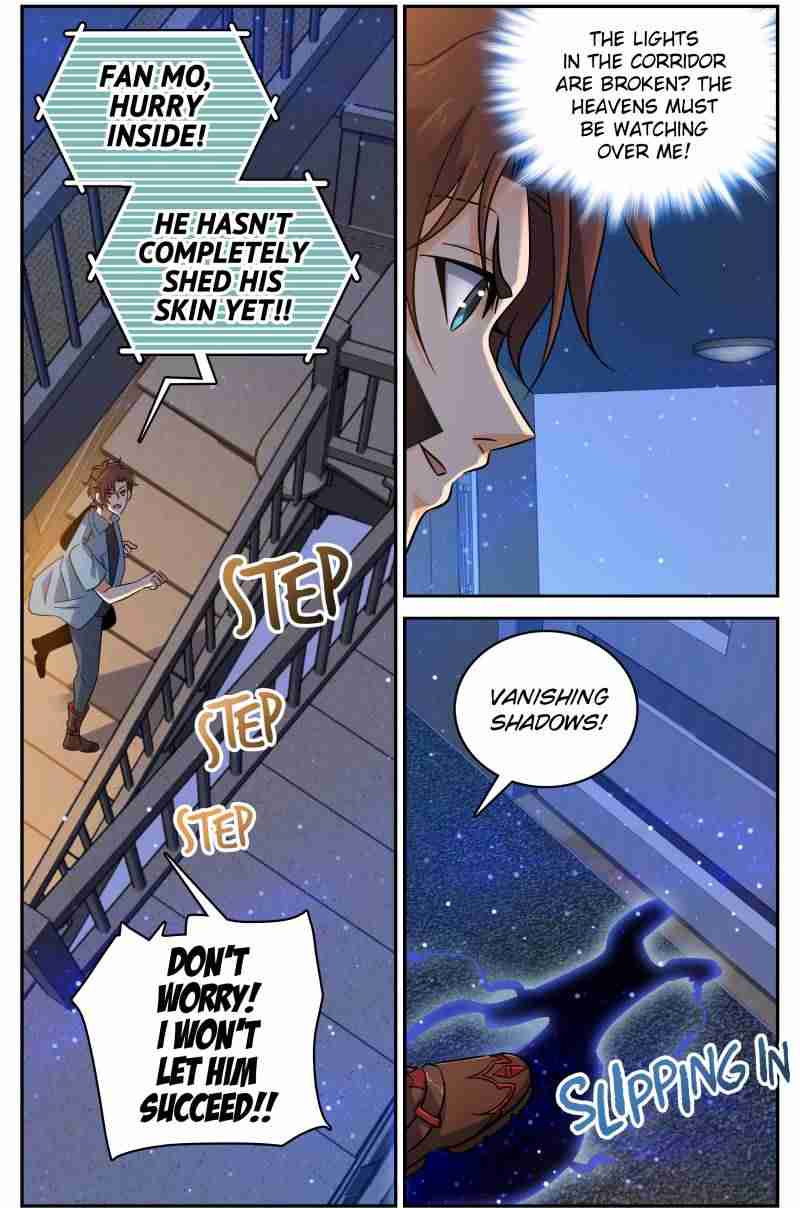 FAN MO,
HURRY
INSIDE!
HE HASN'T
COMPLETELY
SHED HIS
SKIN YET!!
STEP
STEP
STEP
DON'T
WORRY!
I WON'T
LET HIM
SUCCEED!!
THE LIGHTS
IN THE CORRIDOR
ARE BROKEN? THE
HEAVENS MUST
BE WATCHING
OVER ME!
VANISHING
SHADOWS!
SLIPPING IN